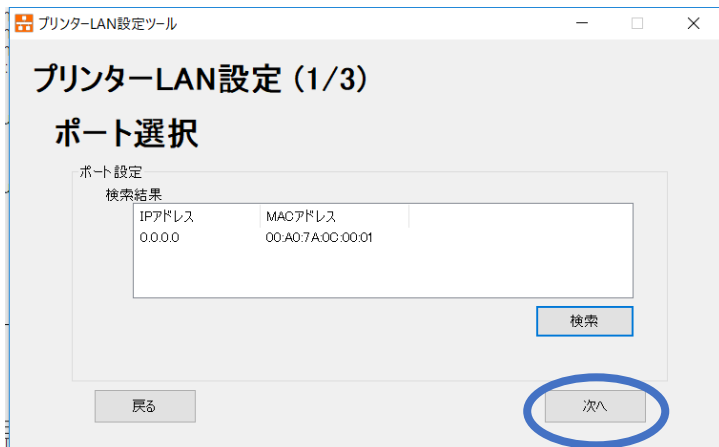 プリンターLAN設定ツール
プリンターLAN設定 (1/3)
ポート選択
ポート設定
検索結果
IPアドレス MACアドレス
0.0.0.0 00:A0:7A:0C:00:01
検索
戻る 次へ